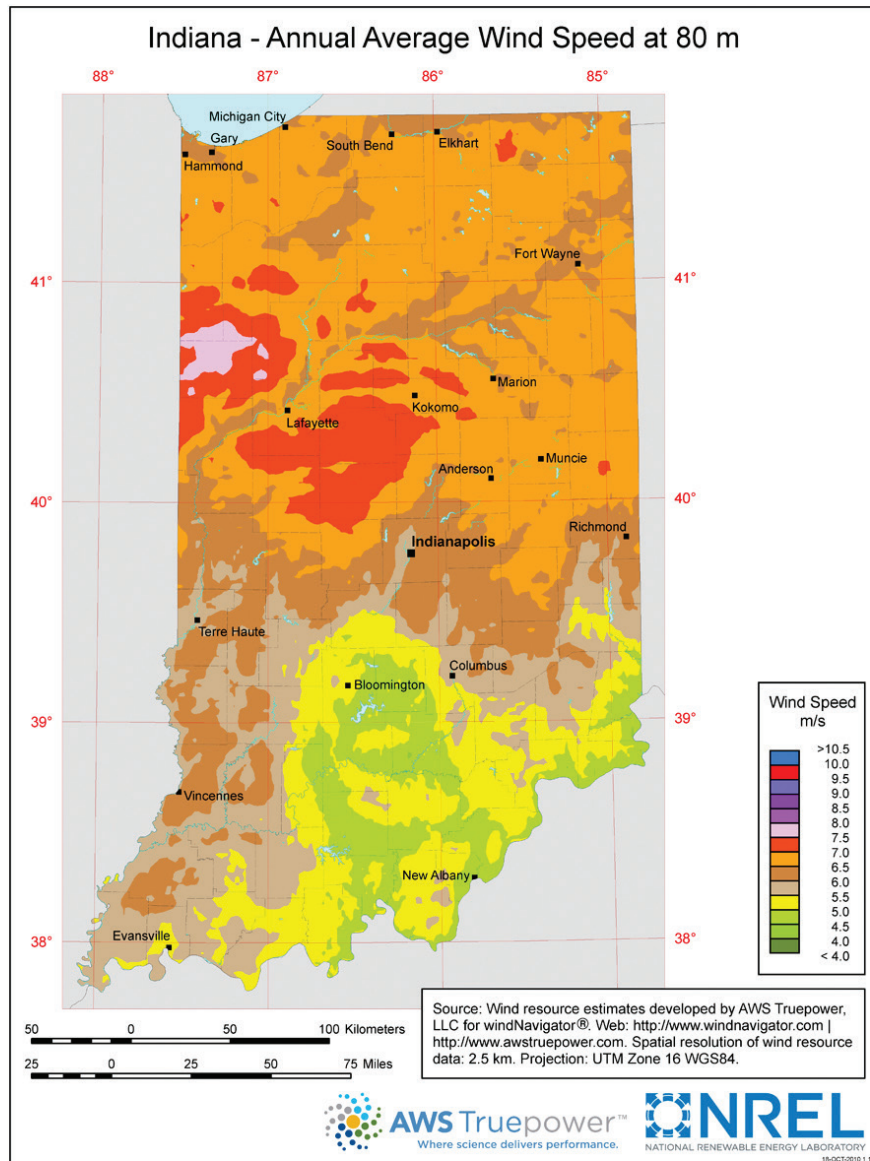 Indiana - Annual Average Wind Speed at 80 m
88°
87°
86°
85°
Michigan City
Gary
Hammond
South Bend
Elkhart
Fort Wayne
41°
41°
Marion
Kokomo
Lafayette
Muncie
Anderson
40°
40°
Richmond
Indianapolis
Terre Haute
Columbus
Bloomington
39°
39°
Vincennes
New Albany
Evansville
38°
38°
Wind Speed
m/s
>10.5
10.0
9.5
9.0
8.5
8.0
7.5
7.0
6.5
6.0
5.5
5.0
4.5
4.0
< 4.0
50 0 50 100 Kilometers
25 0 25 50 75 Miles
Source: Wind resource estimates developed by AWS Truepower,
LLC for windNavigator®. Web: http://www.windnavigator.com |
http://www.awstruepower.com. Spatial resolution of wind resource
data: 2.5 km. Projection: UTM Zone 16 WGS84.
AWS Truepower™
Where science delivers performance.
NREL
NATIONAL RENEWABLE ENERGY LABORATORY